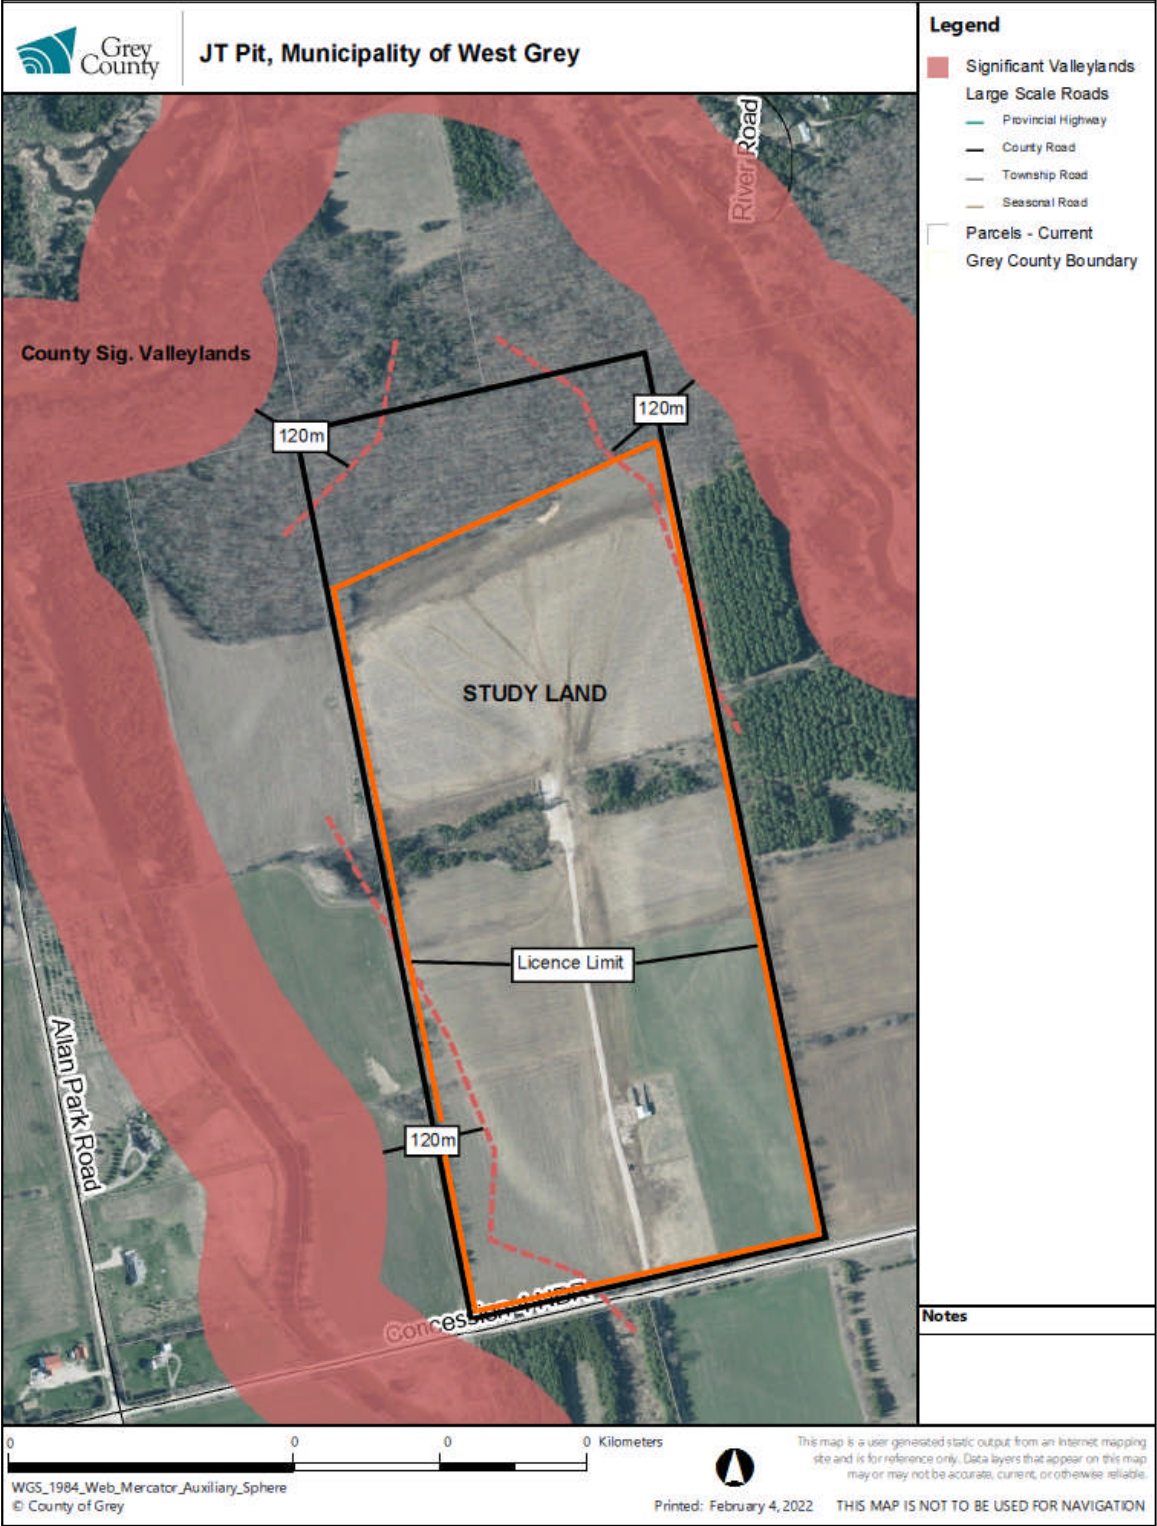 Grey
County
JT Pit, Municipality of West Grey
Legend
Significant Valleylands
Large Scale Roads
Provincial Highway
County Road
Township Road
Seasonal Road
Parcels - Current
Grey County Boundary
River Road
County Sig. Valleylands
120m
120m
STUDY LAND
Licence Limit
Allan Park Road
120m
Concession
Notes
0 0 0 0 Kilometers
WGS_1984_Web_Mercator_Auxiliary_Sphere
© County of Grey
This map is a user generated static output from an Internet mapping
site and is for reference only. Data layers that appear on this map
may or may not be accurate, current, or otherwise reliable.
Printed: February 4, 2022 THIS MAP IS NOT TO BE USED FOR NAVIGATION